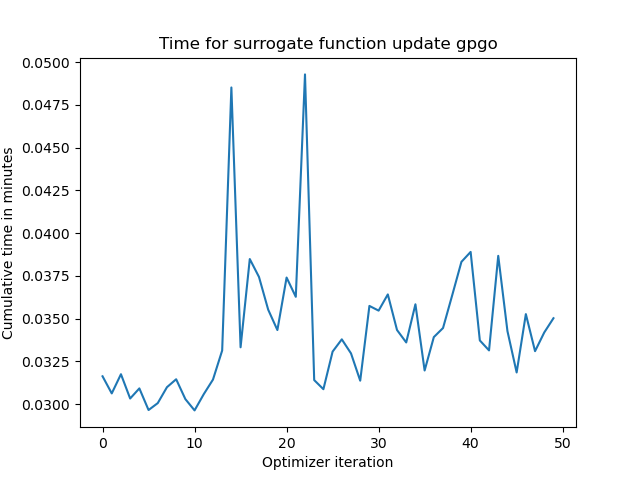 Time for surrogate function update gpgo
Cumulative time in minutes
0.0500
0.0475
0.0450
0.0425
0.0400
0.0375
0.0350
0.0325
0.0300
0 10 20 30 40 50
Optimizer iteration